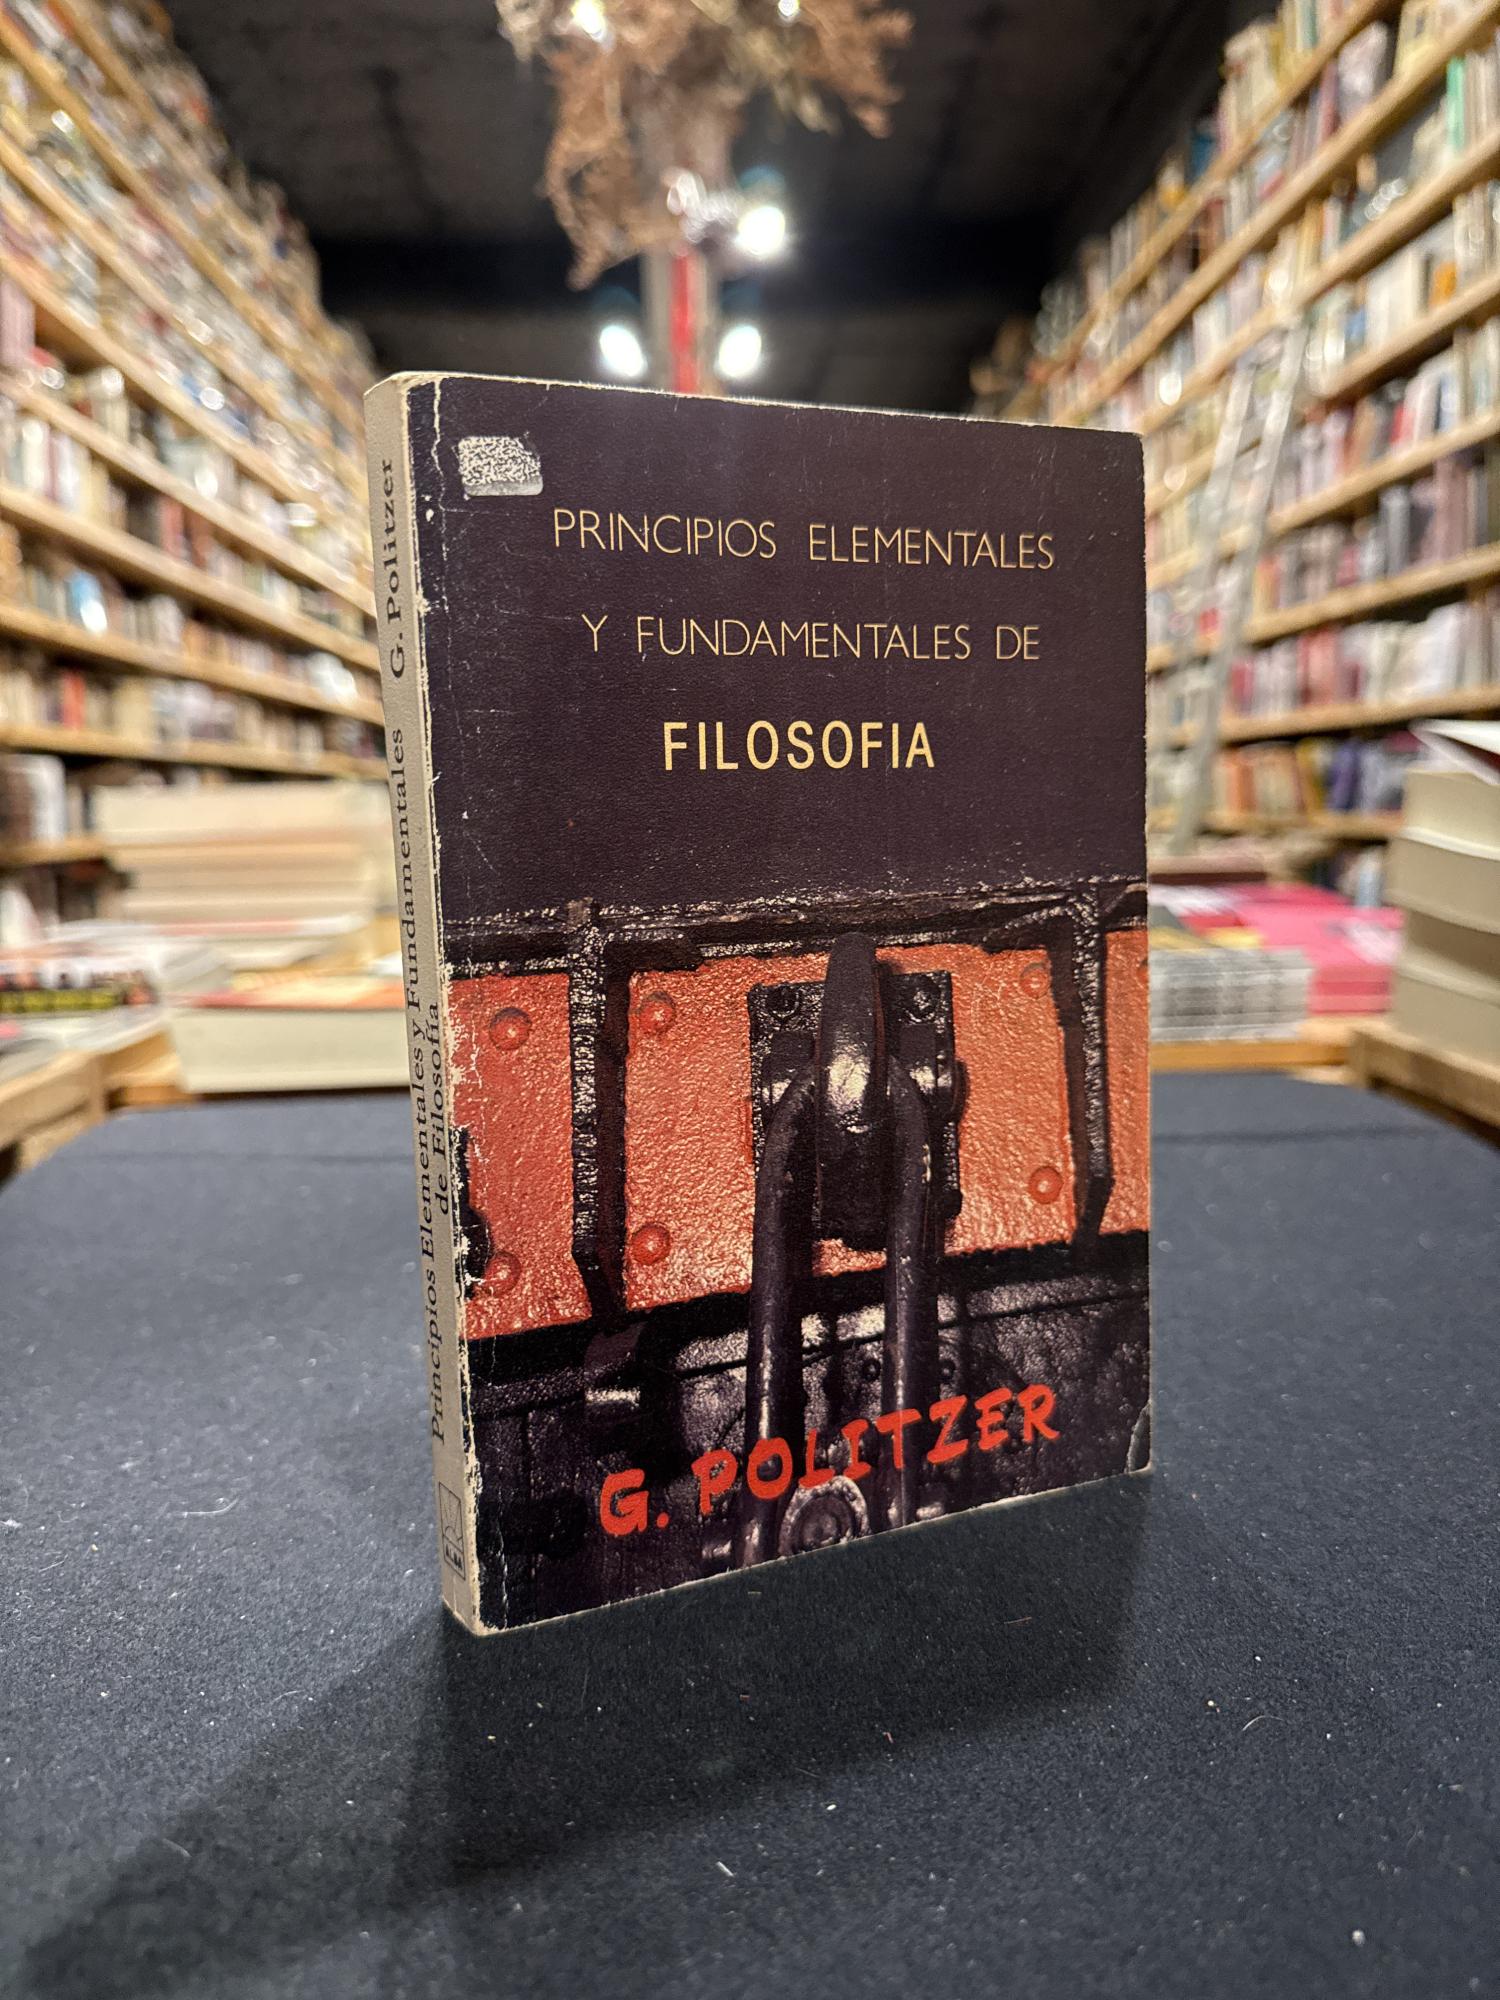 PRINCIPIOS ELEMENTALES
Y FUNDAMENTALES DE
FILOSOFIA
G. POLITZER
Principios Elementales y Fundamentales
de Filosofía
G. Politzer